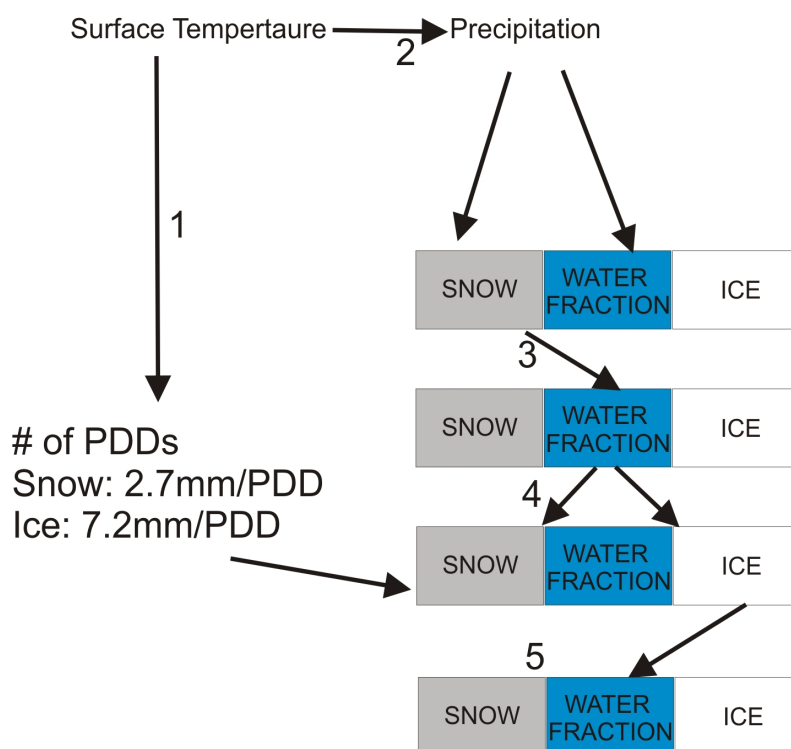 Surface Tempertaure
2
Precipitation
1
SNOW
WATER
FRACTION
ICE
3
SNOW
WATER
FRACTION
ICE
# of PDDs
Snow: 2.7mm/PDD
Ice: 7.2mm/PDD
4
SNOW
WATER
FRACTION
ICE
5
SNOW
WATER
FRACTION
ICE